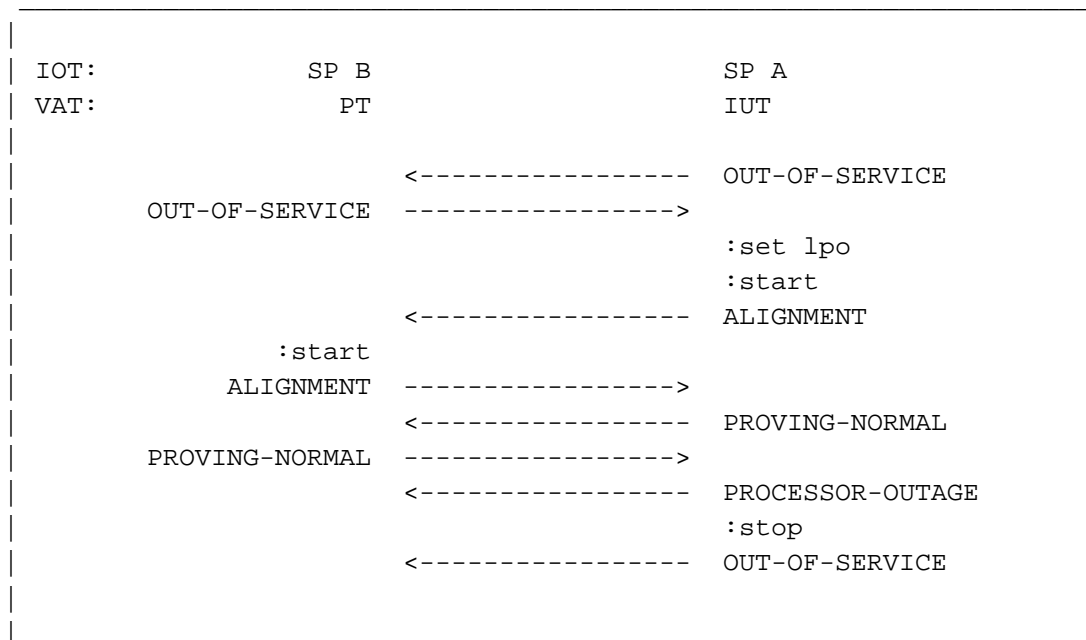 IOT: SP B SP A
VAT: PT IUT
<----------------- OUT-OF-SERVICE
OUT-OF-SERVICE ----------------->
:set lpo
:start
<----------------- ALIGNMENT
:start
ALIGNMENT ----------------->
<----------------- PROVING-NORMAL
PROVING-NORMAL ----------------->
<----------------- PROCESSOR-OUTAGE
:stop
<----------------- OUT-OF-SERVICE